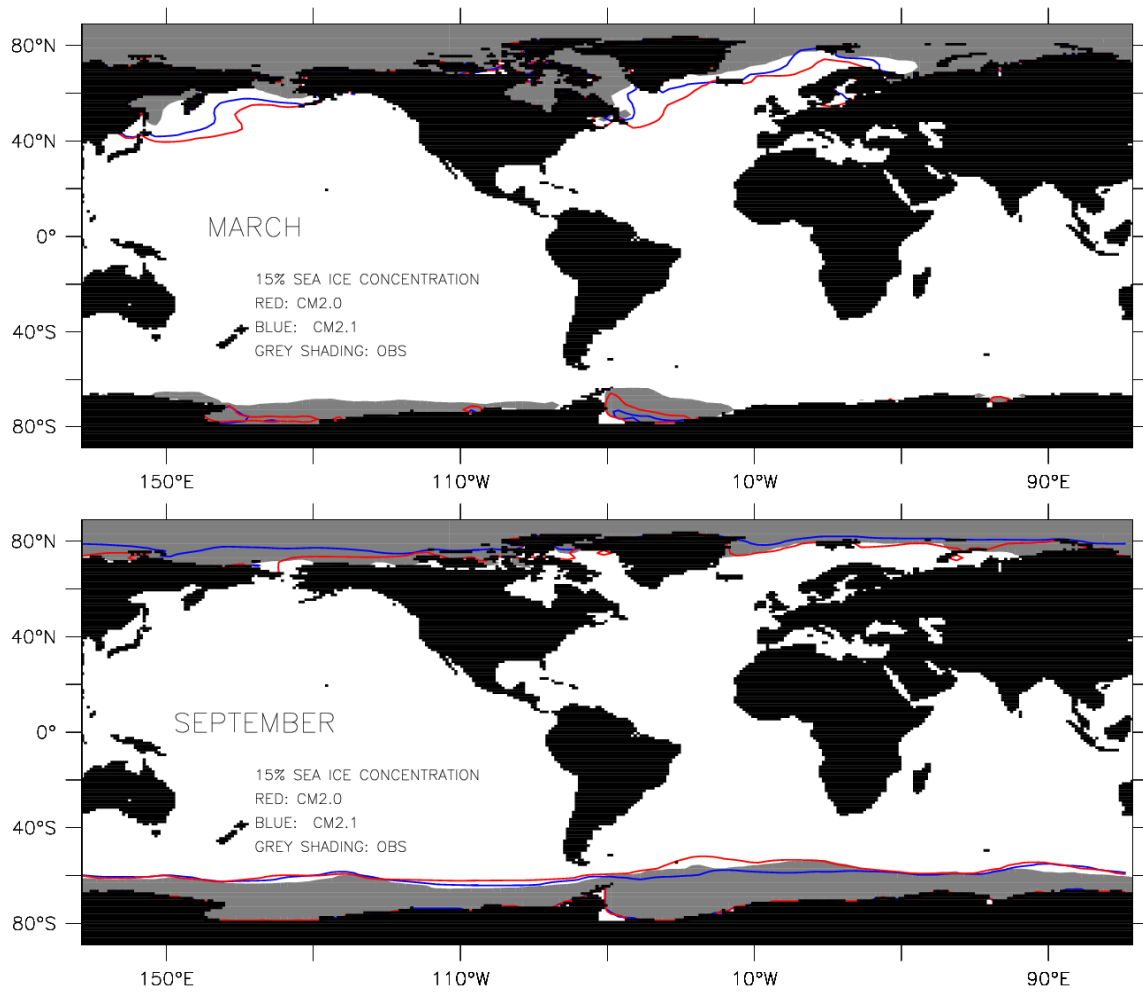 80°N
40°N
0°
40°S
80°S
MARCH
15% SEA ICE CONCENTRATION
RED: CM2.0
BLUE: CM2.1
GREY SHADING: OBS
150°E
110°W
10°W
90°E
80°N
40°N
0°
40°S
80°S
SEPTEMBER
15% SEA ICE CONCENTRATION
RED: CM2.0
BLUE: CM2.1
GREY SHADING: OBS
150°E
110°W
10°W
90°E